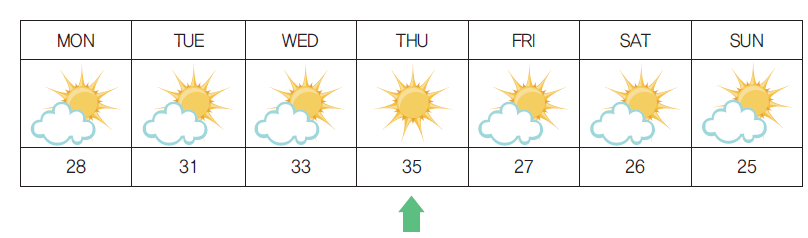 MON TUE WED THU FRI SAT SUN
28 31 33 35 27 26 25